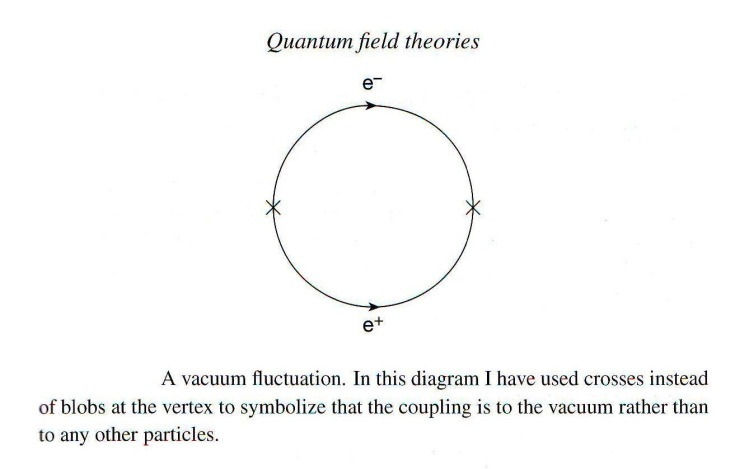 Quantum field theories
e⁻
e⁺
A vacuum fluctuation. In this diagram I have used crosses instead
of blobs at the vertex to symbolize that the coupling is to the vacuum rather than
to any other particles.